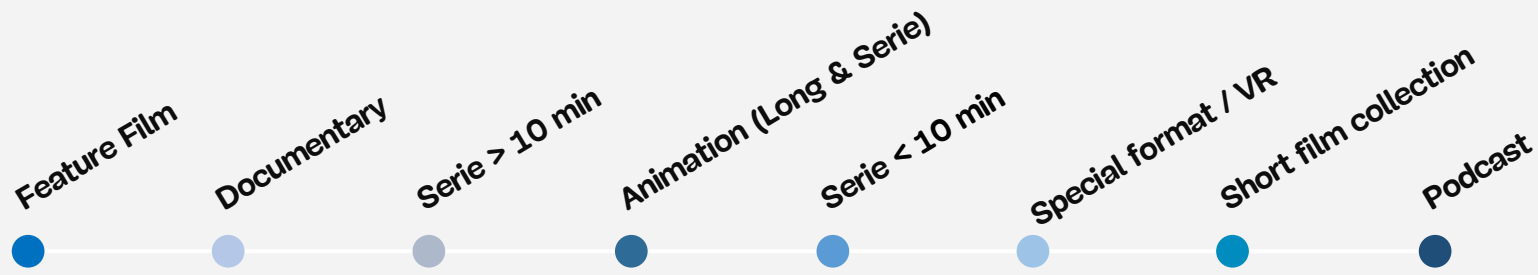 Feature Film
Documentary
Serie > 10 min
Animation (Long & Serie)
Serie < 10 min
Special format / VR
Short film collection
Podcast